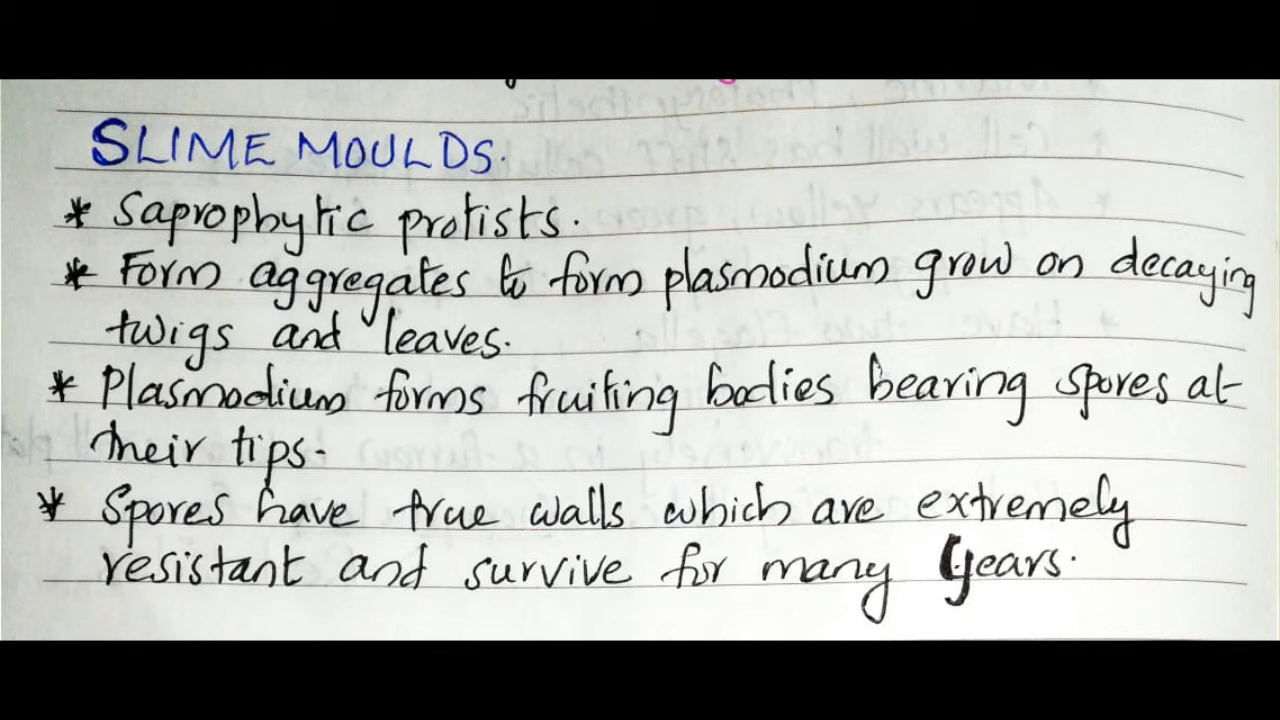 SLIME MOULDS.
* Saprophytic protists.
* Form aggregates to form plasmodium grow on decaying
twigs and leaves.
* Plasmodium forms fruiting bodies bearing spores at
their tips.
* Spores have true walls which are extremely
resistant and survive for many years.